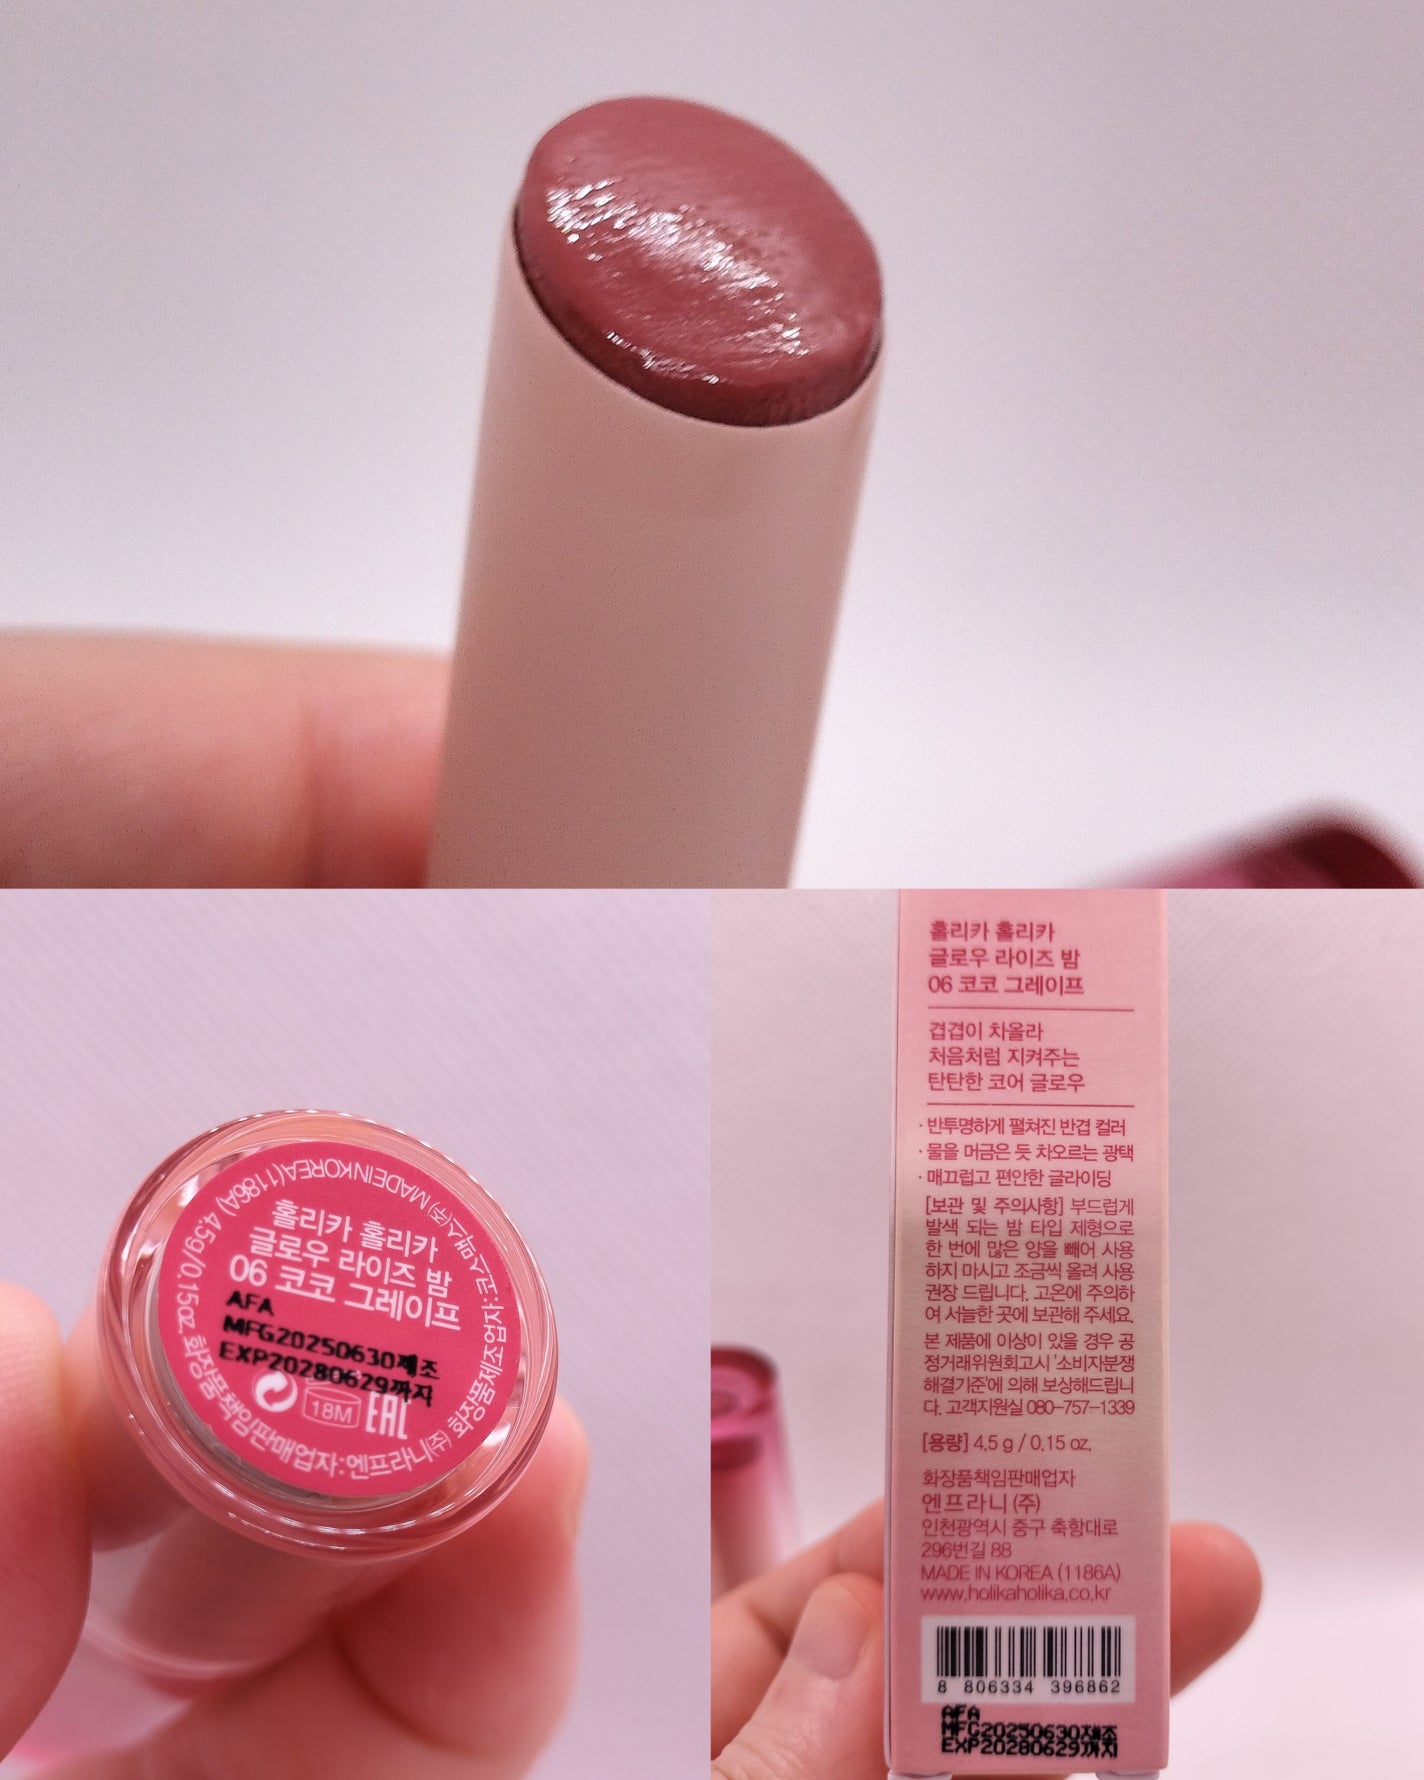 홀리카 홀리카
글로우 라이즈 밤
06 코코 그레이프
AFA
MFG20250630제조
EXP20280629까지
18M
EAC
4.5g/0.15oz. 화장품책임판매업자:엔프라니(주) 화장품제조업자:코스맥스(주) MADE IN KOREA(1186A)
홀리카 홀리카
글로우 라이즈 밤
06 코코 그레이프
겹겹이 차올라
처음처럼 지켜주는
탄탄한 코어 글로우
· 반투명하게 펼쳐진 반겹 컬러
· 물을 머금은 듯 차오르는 광택
· 매끄럽고 편안한 글라이딩
[보관 및 주의사항] 부드럽게
발색 되는 밤 타입 제형으로
한 번에 많은 양을 빼어 사용
하지 마시고 조금씩 올려 사용
권장 드립니다. 고온에 주의하
여 서늘한 곳에 보관해 주세요.
본 제품에 이상이 있을 경우 공
정거래위원회고시 '소비자분쟁
해결기준'에 의해 보상해드립니
다. 고객지원실 080-757-1339
[용량] 4.5 g / 0.15 oz.
화장품책임판매업자
엔프라니 (주)
인천광역시 중구 축항대로
296번길 88
MADE IN KOREA (1186A)
www.holikaholika.co.kr
8 806334 396862
AFA
MFG20250630제조
EXP20280629까지